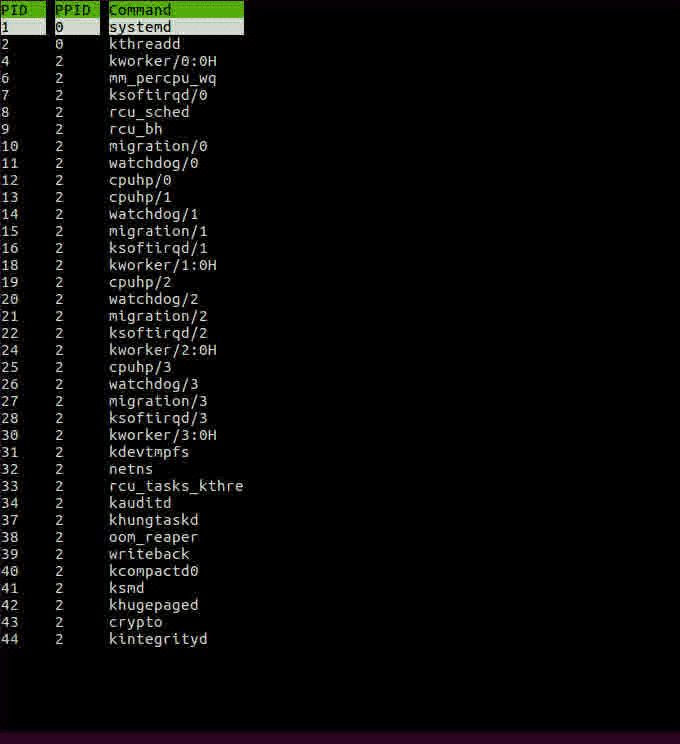 PID PPID Command
1 0 systemd
2 0 kthreadd
4 2 kworker/0:0H
6 2 mm_percpu_wq
7 2 ksoftirqd/0
8 2 rcu_sched
9 2 rcu_bh
10 2 migration/0
11 2 watchdog/0
12 2 cpuhp/0
13 2 cpuhp/1
14 2 watchdog/1
15 2 migration/1
16 2 ksoftirqd/1
18 2 kworker/1:0H
19 2 cpuhp/2
20 2 watchdog/2
21 2 migration/2
22 2 ksoftirqd/2
24 2 kworker/2:0H
25 2 cpuhp/3
26 2 watchdog/3
27 2 migration/3
28 2 ksoftirqd/3
30 2 kworker/3:0H
31 2 kdevtmpfs
32 2 netns
33 2 rcu_tasks_kthre
34 2 kauditd
37 2 khungtaskd
38 2 oom_reaper
39 2 writeback
40 2 kcompactd0
41 2 ksmd
42 2 khugepaged
43 2 crypto
44 2 kintegrityd